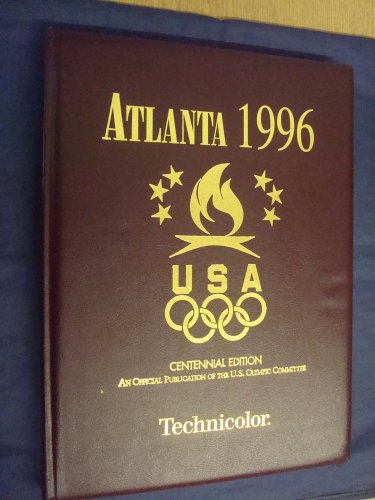 ATLANTA 1996
USA
CENTENNIAL EDITION
AN OFFICIAL PUBLICATION OF THE U.S. OLYMPIC COMMITTEE
Technicolor.